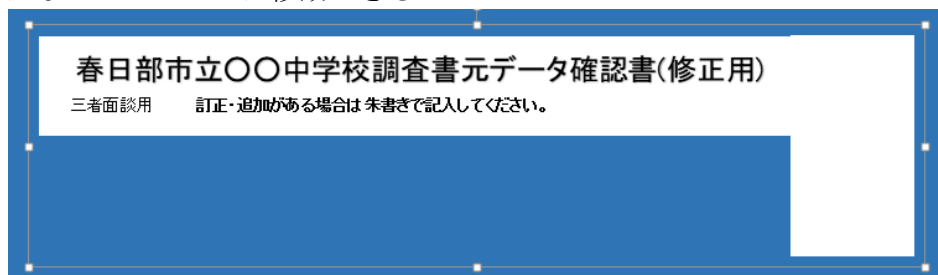 春日部市立〇〇中学校調査書元データ確認書(修正用)
三者面談用 訂正・追加がある場合は朱書きで記入してください。